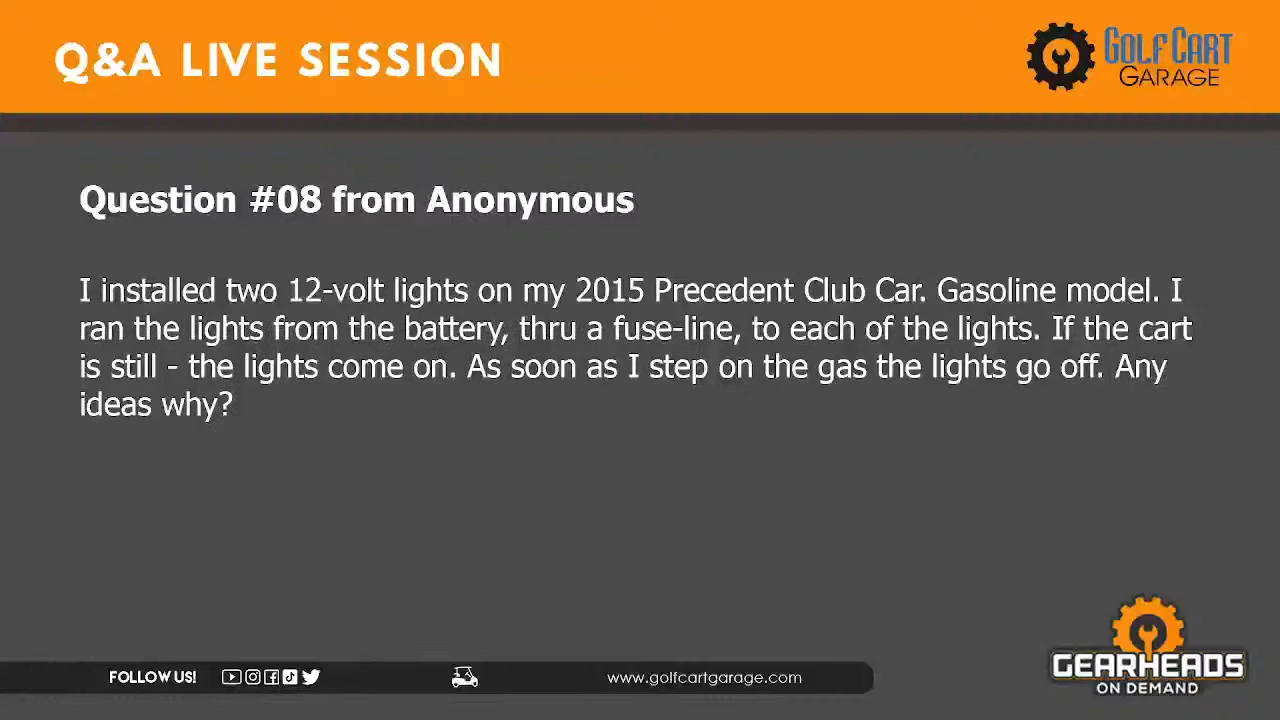 Q&A LIVE SESSION
GOLF CART
GARAGE
Question #08 from Anonymous
I installed two 12-volt lights on my 2015 Precedent Club Car. Gasoline model. I
ran the lights from the battery, thru a fuse-line, to each of the lights. If the cart
is still - the lights come on. As soon as I step on the gas the lights go off. Any
ideas why?
FOLLOW US!
www.golfcartgarage.com
GEARHEADS
ON DEMAND